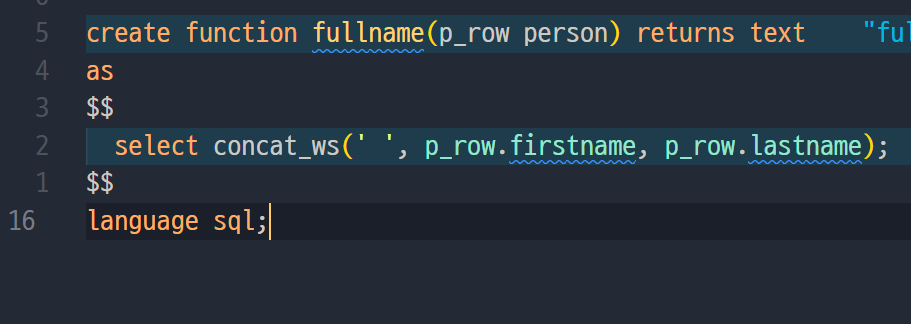 5 create function fullname(p_row person) returns text "ful
4 as
3 $$
2 select concat_ws(' ', p_row.firstname, p_row.lastname);
1 $$
16 language sql;